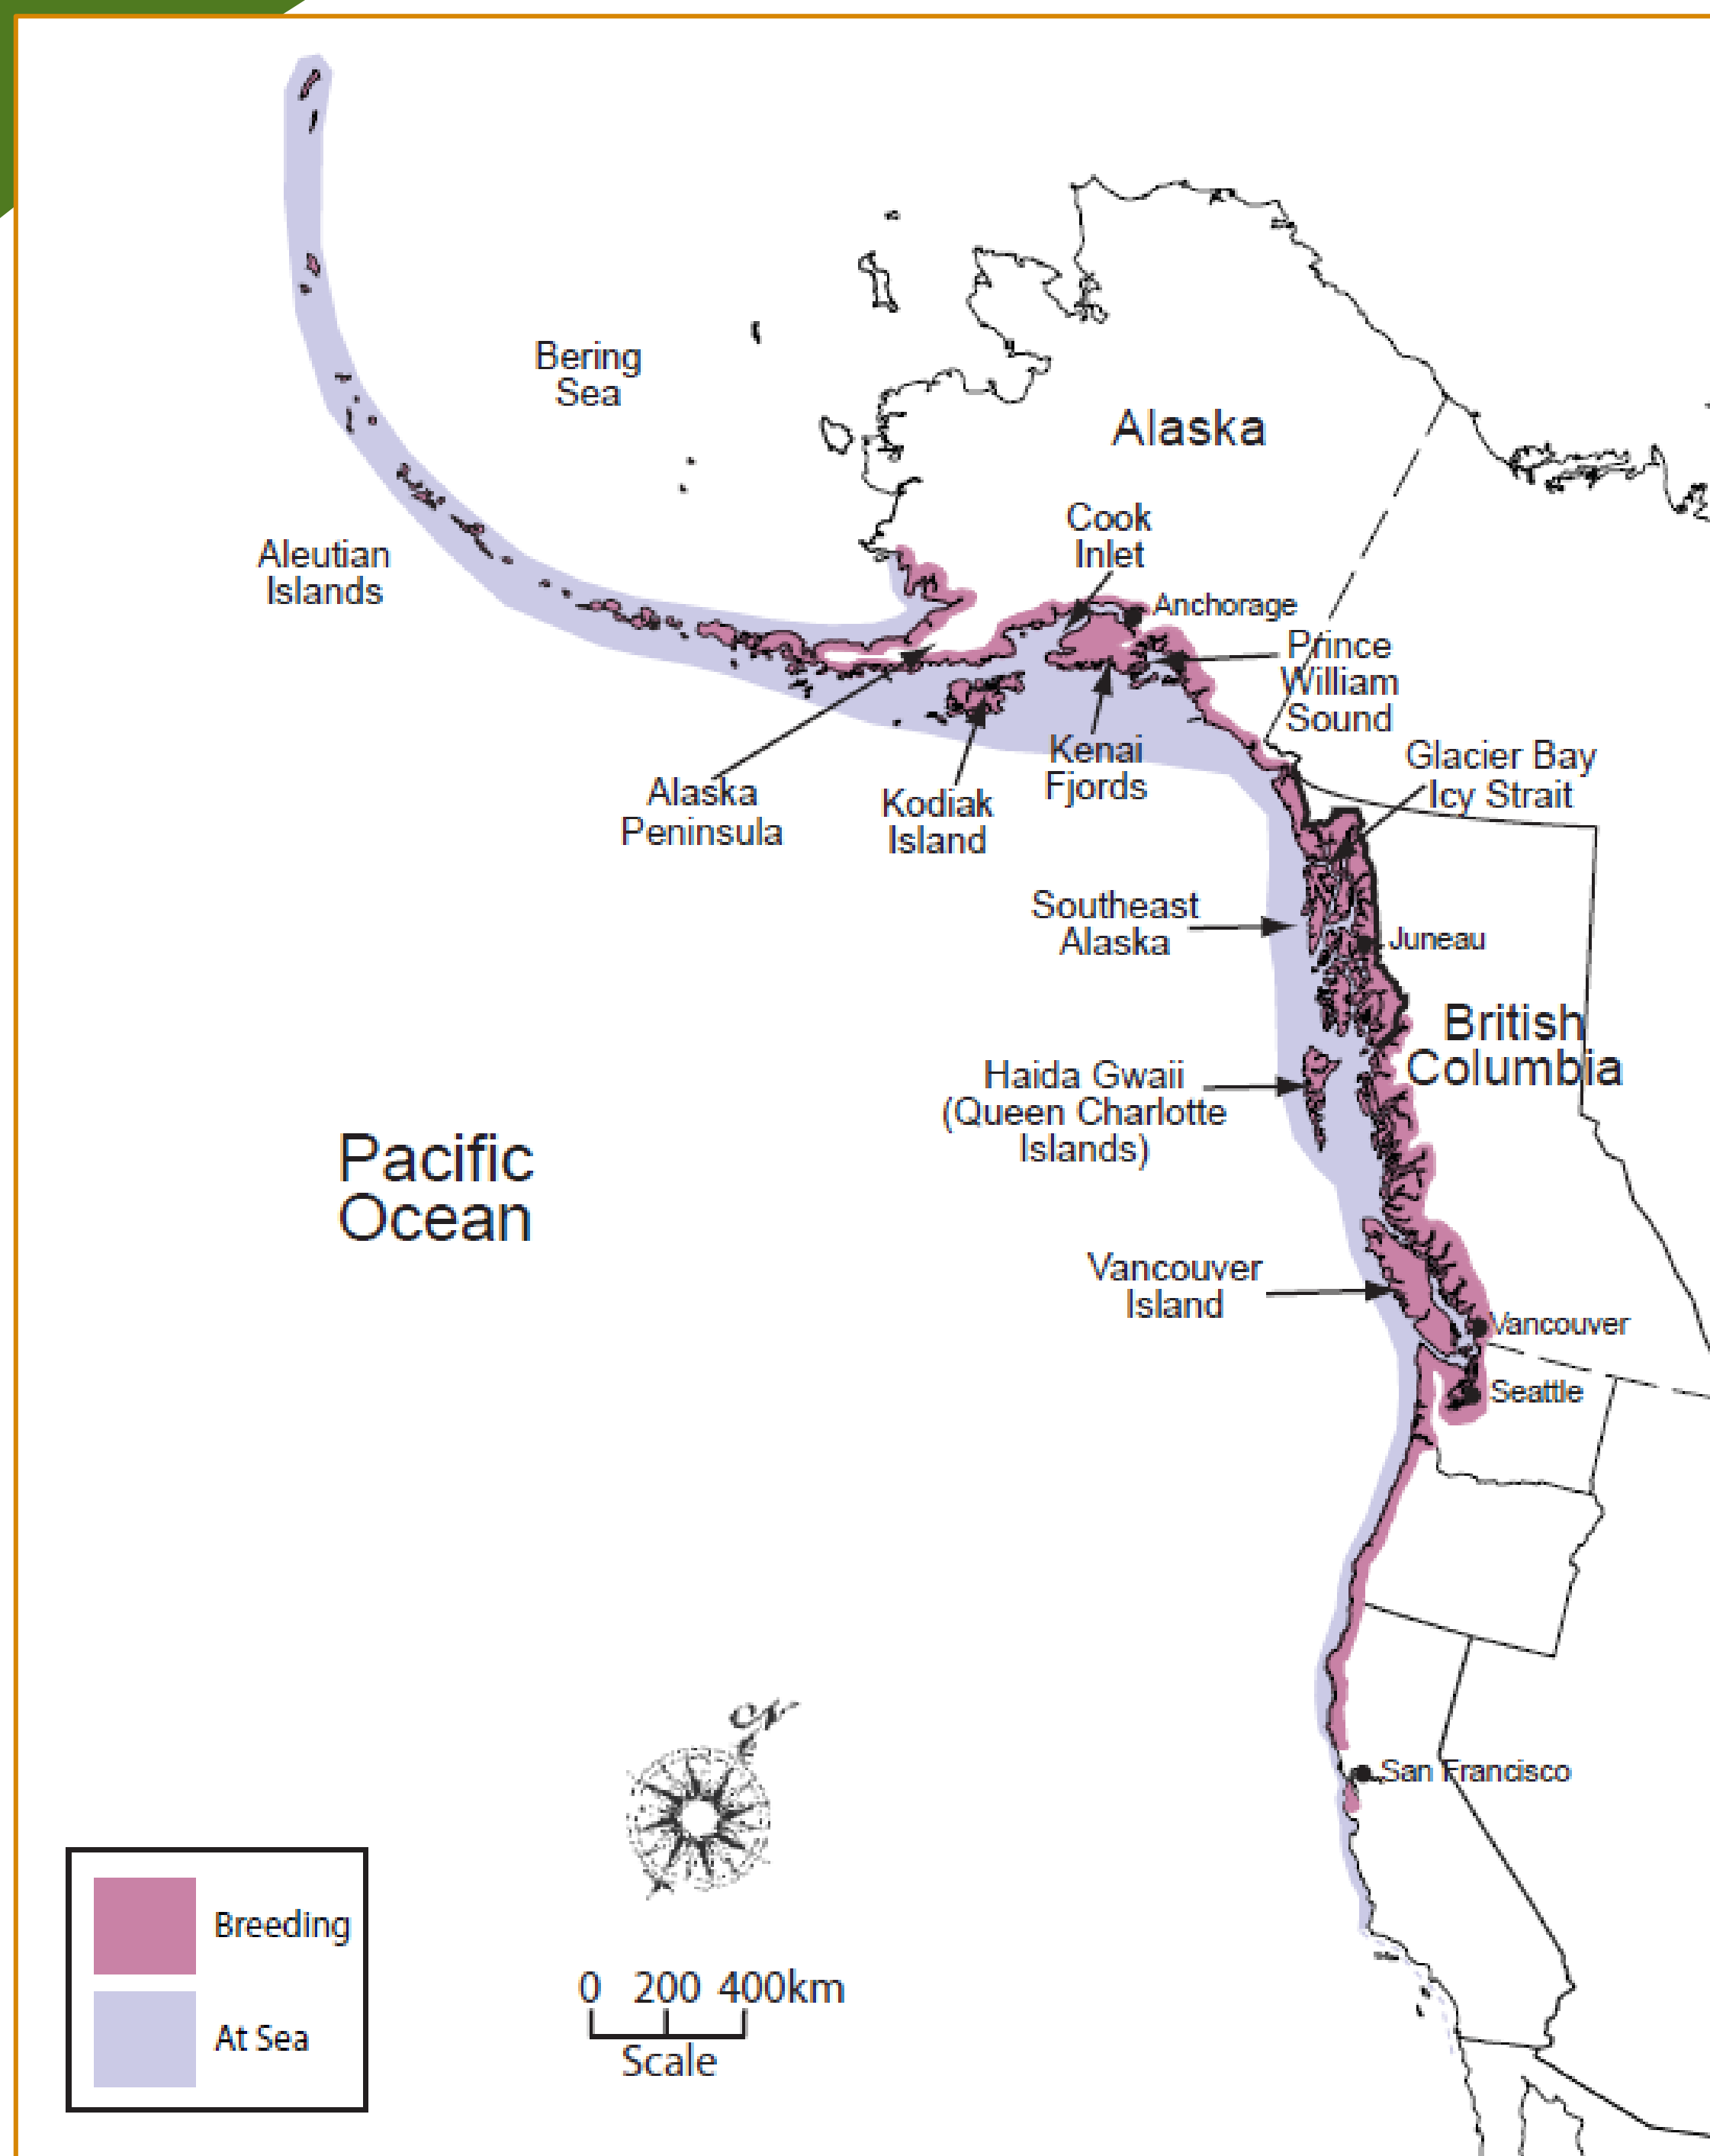 Bering
Sea
Alaska
Cook
Inlet
Aleutian
Islands
Anchorage
Prince
William
Sound
Kenai
Fjords
Glacier Bay
Icy Strait
Alaska
Peninsula
Kodiak
Island
Southeast
Alaska
Juneau
British
Columbia
Haida Gwaii
(Queen Charlotte
Islands)
Pacific
Ocean
Vancouver
Island
Vancouver
Seattle
N
San Francisco
Breeding
At Sea
0 200 400km
Scale